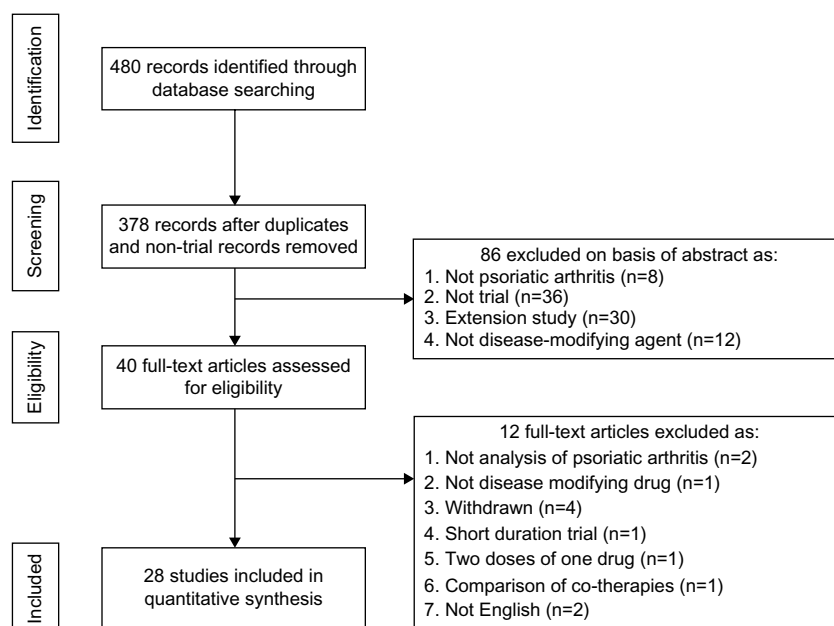 Identification
480 records identified through
database searching
Screening
378 records after duplicates
and non-trial records removed
86 excluded on basis of abstract as:
1. Not psoriatic arthritis (n=8)
2. Not trial (n=36)
3. Extension study (n=30)
4. Not disease-modifying agent (n=12)
Eligibility
40 full-text articles assessed
for eligibility
12 full-text articles excluded as:
1. Not analysis of psoriatic arthritis (n=2)
2. Not disease modifying drug (n=1)
3. Withdrawn (n=4)
4. Short duration trial (n=1)
5. Two doses of one drug (n=1)
6. Comparison of co-therapies (n=1)
7. Not English (n=2)
Included
28 studies included in
quantitative synthesis